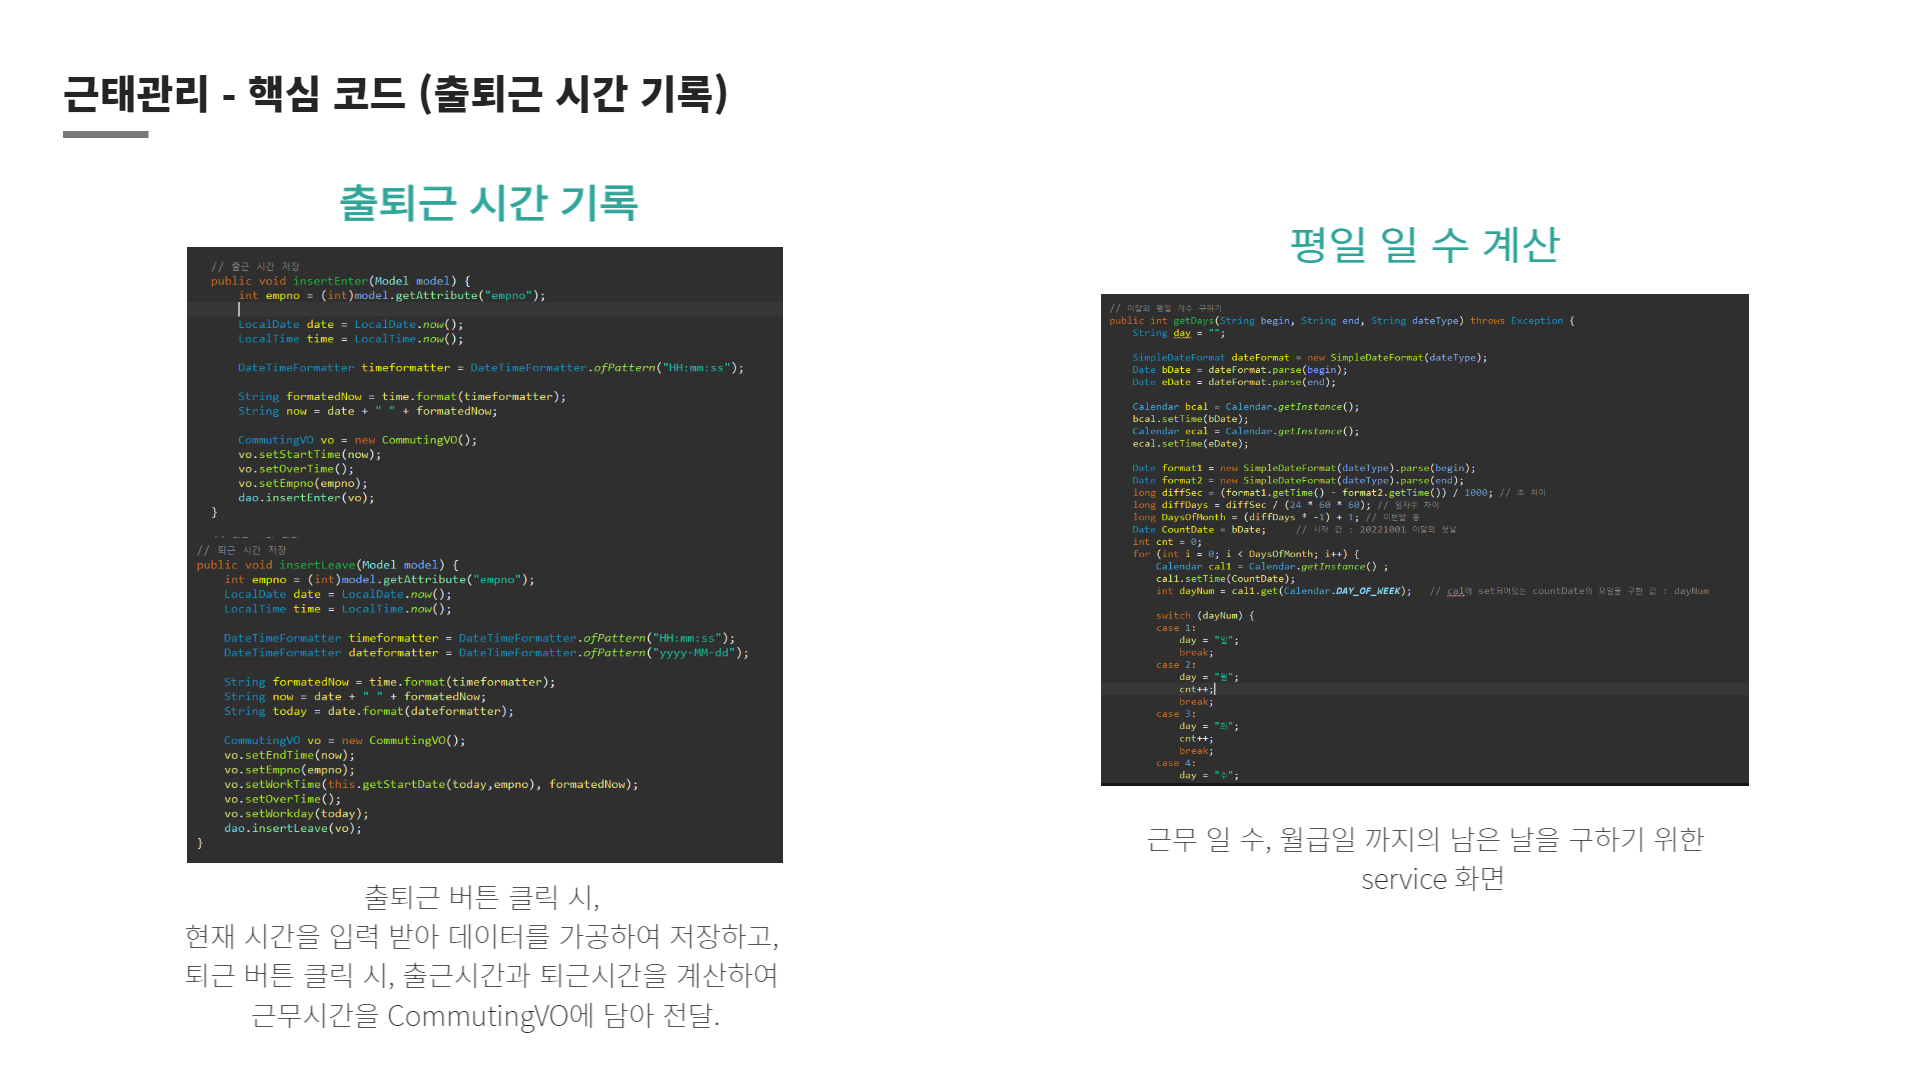 근태관리 - 핵심 코드 (출퇴근 시간 기록)
출퇴근 시간 기록
// 출근 시간 저장
public void insertEnter(Model model) {
int empno = (int)model.getAttribute("empno");
LocalDate date = LocalDate.now();
LocalTime time = LocalTime.now();
DateTimeFormatter timeformatter = DateTimeFormatter.ofPattern("HH:mm:ss");
String formatedNow = time.format(timeformatter);
String now = date + " " + formatedNow;
CommutingVO vo = new CommutingVO();
vo.setStartTime(now);
vo.setOverTime();
vo.setEmpno(empno);
dao.insertEnter(vo);
}
// 퇴근 시간 저장
public void insertLeave(Model model) {
int empno = (int)model.getAttribute("empno");
LocalDate date = LocalDate.now();
LocalTime time = LocalTime.now();
DateTimeFormatter timeformatter = DateTimeFormatter.ofPattern("HH:mm:ss");
DateTimeFormatter dateformatter = DateTimeFormatter.ofPattern("yyyy-MM-dd");
String formatedNow = time.format(timeformatter);
String now = date + " " + formatedNow;
String today = date.format(dateformatter);
CommutingVO vo = new CommutingVO();
vo.setEndTime(now);
vo.setEmpno(empno);
vo.setWorkTime(this.getStartDate(today,empno), formatedNow);
vo.setOverTime();
vo.setWorkday(today);
dao.insertLeave(vo);
}
출퇴근 버튼 클릭 시,
현재 시간을 입력 받아 데이터를 가공하여 저장하고,
퇴근 버튼 클릭 시, 출근시간과 퇴근시간을 계산하여
근무시간을 CommutingVO에 담아 전달.
평일 일 수 계산
// 이달의 평일 개수 구하기
public int getDays(String begin, String end, String dateType) throws Exception {
String day = "";
SimpleDateFormat dateFormat = new SimpleDateFormat(dateType);
Date bDate = dateFormat.parse(begin);
Date eDate = dateFormat.parse(end);
Calendar bcal = Calendar.getInstance();
bcal.setTime(bDate);
Calendar ecal = Calendar.getInstance();
ecal.setTime(eDate);
Date format1 = new SimpleDateFormat(dateType).parse(begin);
Date format2 = new SimpleDateFormat(dateType).parse(end);
long diffSec = (format1.getTime() - format2.getTime()) / 1000; // 초 차이
long diffDays = diffSec / (24 * 60 * 60); // 일자수 차이
long DaysOfMonth = (diffDays * -1) + 1; // 이번달 총
Date CountDate = bDate; // 시작 값 : 20221001 이달의 첫날
int cnt = 0;
for (int i = 0; i < DaysOfMonth; i++) {
Calendar cal1 = Calendar.getInstance() ;
cal1.setTime(CountDate);
int dayNum = cal1.get(Calendar.DAY_OF_WEEK); // cal에 set되어있는 countDate의 요일을 구한 값 : dayNum
switch (dayNum) {
case 1:
day = "일";
break;
case 2:
day = "월";
cnt++;
break;
case 3:
day = "화";
cnt++;
break;
case 4:
day = "수";
근무 일 수, 월급일 까지의 남은 날을 구하기 위한
service 화면